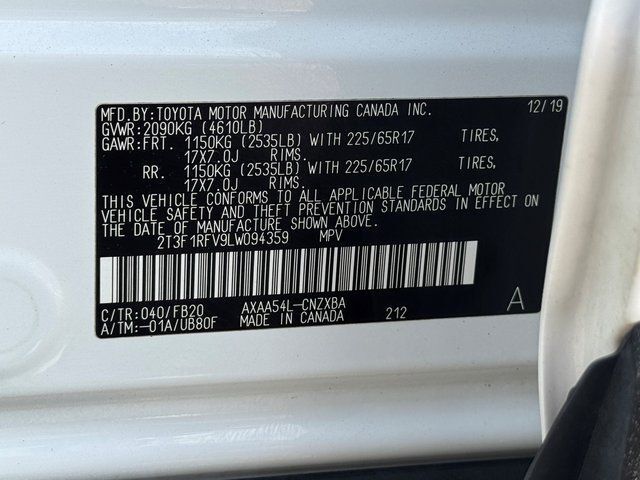 MFD.BY:TOYOTA MOTOR MANUFACTURING CANADA INC. 12/19
GVWR:2090KG (4610LB)
GAWR:FRT. 1150KG (2535LB) WITH 225/65R17 TIRES,
17X7.0J RIMS.
RR. 1150KG (2535LB) WITH 225/65R17 TIRES,
17X7.0J RIMS.
THIS VEHICLE CONFORMS TO ALL APPLICABLE FEDERAL MOTOR
VEHICLE SAFETY AND THEFT PREVENTION STANDARDS IN EFFECT ON
THE DATE OF MANUFACTURE SHOWN ABOVE.
2T3F1RFV9LW094359 MPV
C/TR:040/FB20 AXAA54L-CNZXBA A
A/TM:-01A/UB80F MADE IN CANADA 212